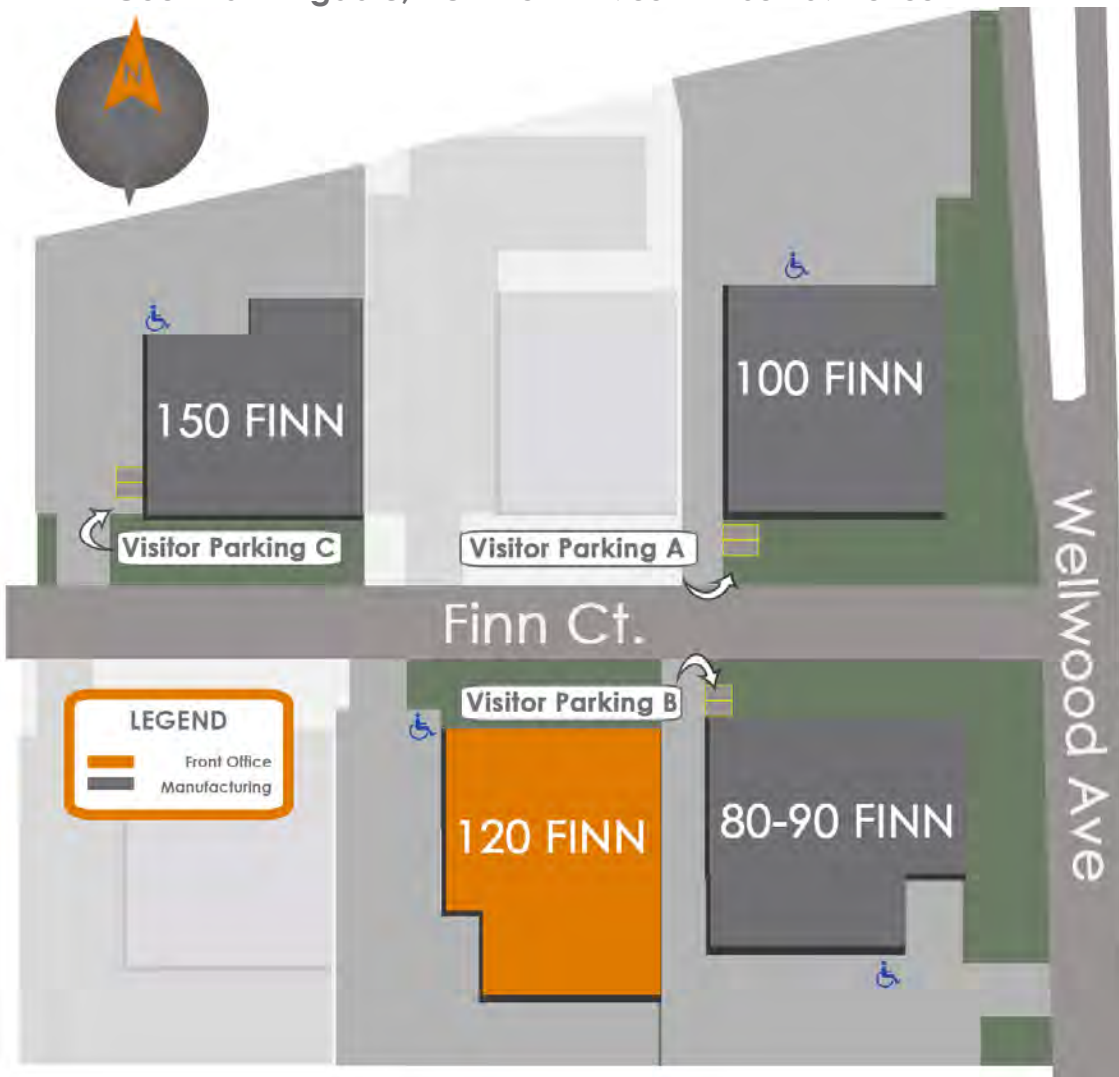 N
100 FINN
150 FINN
Visitor Parking C
Visitor Parking A
Finn Ct.
Wellwood Ave
Visitor Parking B
LEGEND
Front Office
Manufacturing
120 FINN
80-90 FINN